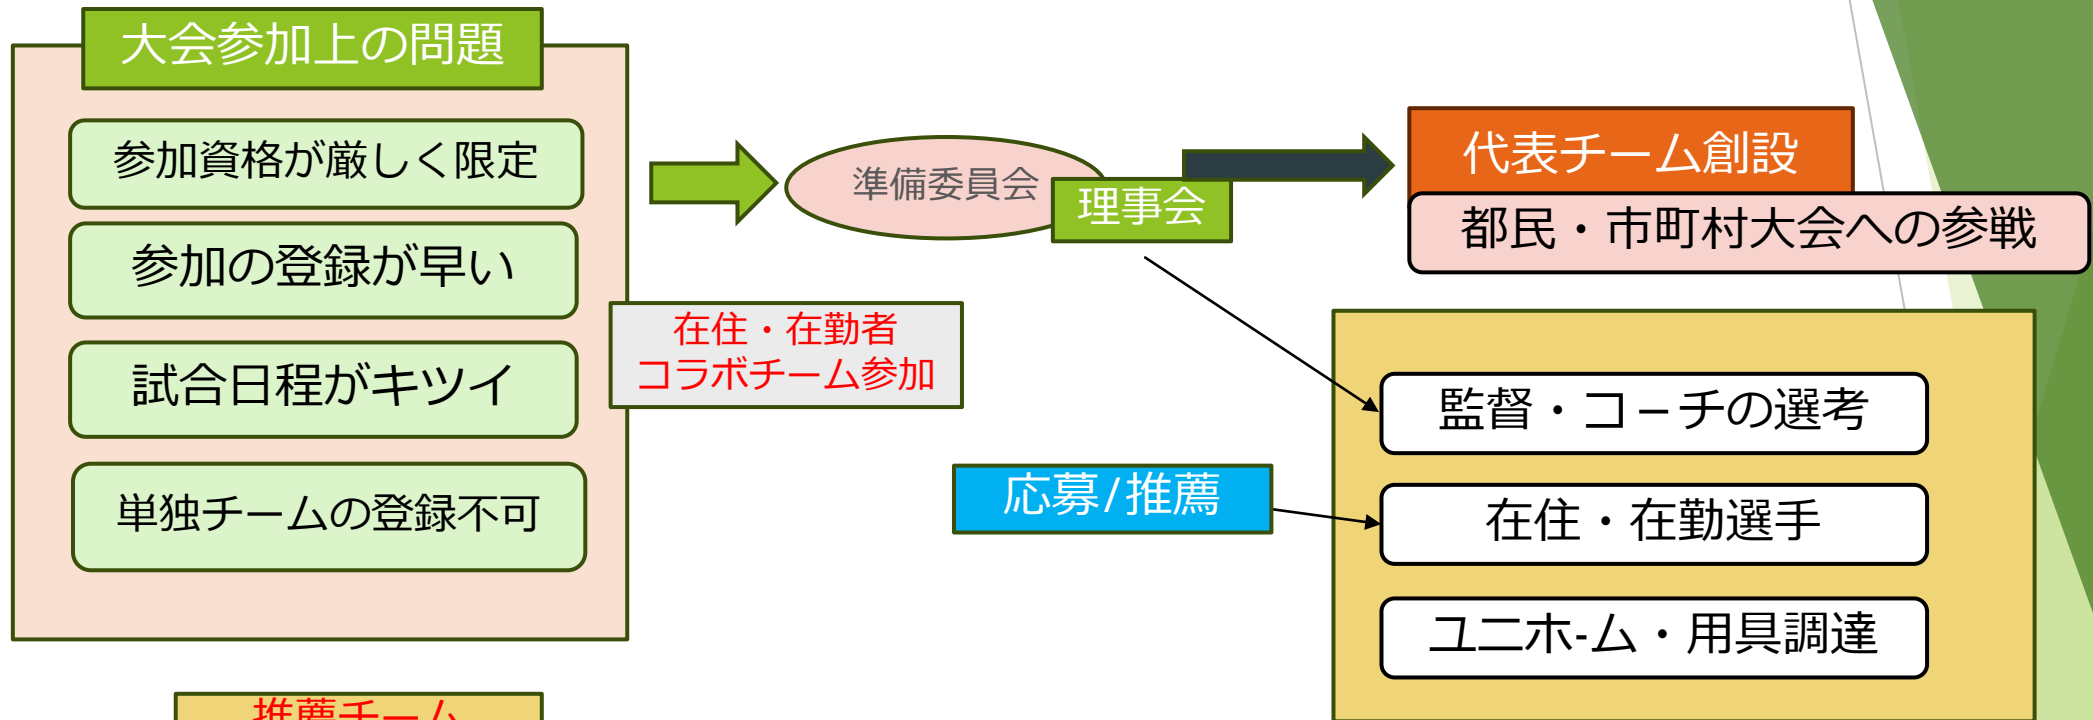 大会参加上の問題
参加資格が厳しく限定
参加の登録が早い
試合日程がキツイ
単独チームの登録不可
在住・在勤者
コラボチーム参加
準備委員会
理事会
代表チーム創設
都民・市町村大会への参戦
応募/推薦
監督・コ－チの選考
在住・在勤選手
ユニホ-ム・用具調達
推薦チーム